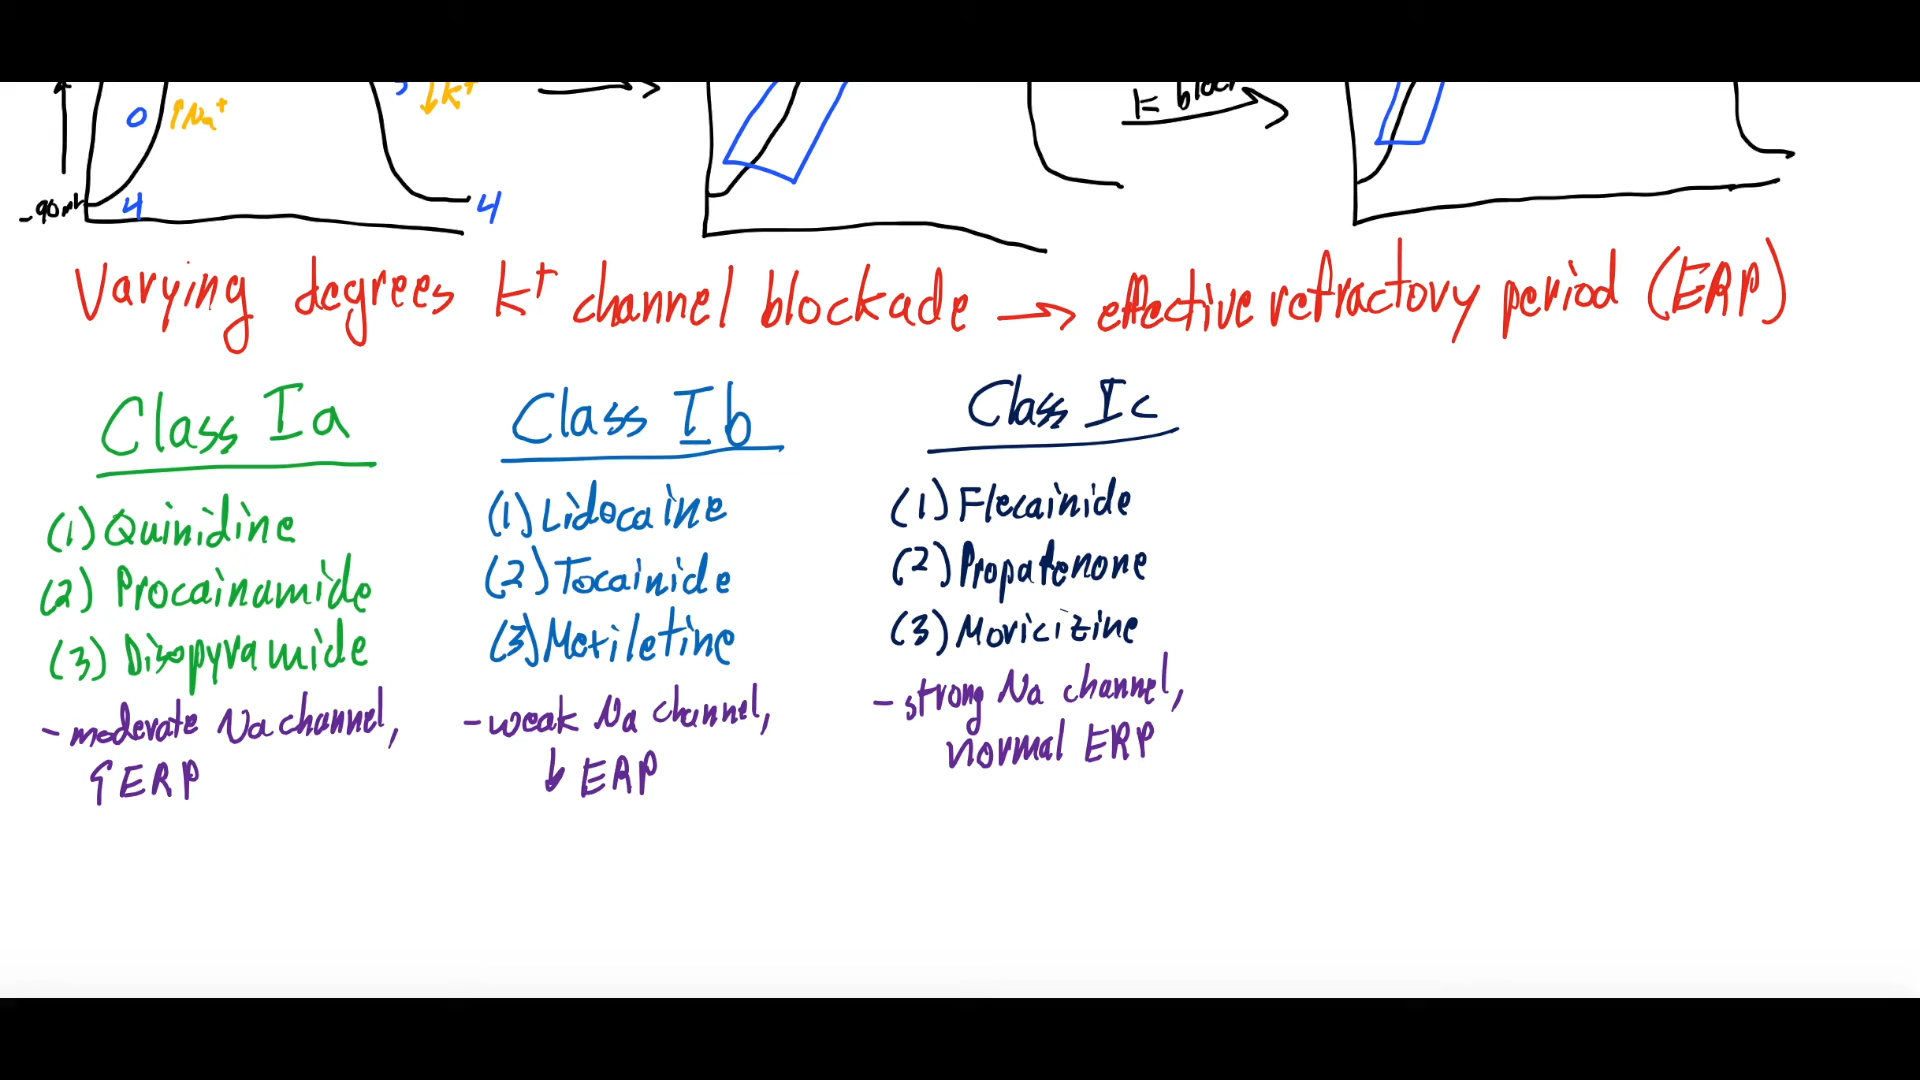 0 ↑Na+ ↓K+
K block
-90mV 4 4
Varying degrees K+ channel blockade → effective refractory period (ERP)
Class Ia
(1) Quinidine
(2) Procainamide
(3) Disopyramide
- moderate Na channel,
↑ ERP
Class Ib
(1) Lidocaine
(2) Tocainide
(3) Mexiletine
- weak Na channel,
↓ ERP
Class Ic
(1) Flecainide
(2) Propafenone
(3) Moricizine
- strong Na channel,
normal ERP